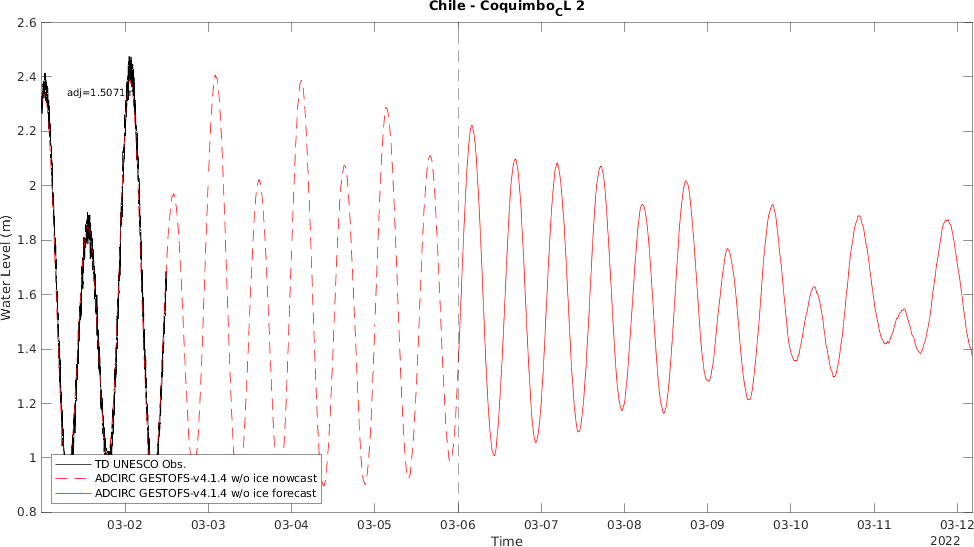 Chile - CoquimboCL 2
2.6
2.4
2.2
2
1.8
1.6
1.4
1.2
1
0.8
Water Level (m)
adj=1.5071
TD UNESCO Obs.
ADCIRC GESTOFS-v4.1.4 w/o ice nowcast
ADCIRC GESTOFS-v4.1.4 w/o ice forecast
03-02 03-03 03-04 03-05 03-06 03-07 03-08 03-09 03-10 03-11 03-12
Time
2022